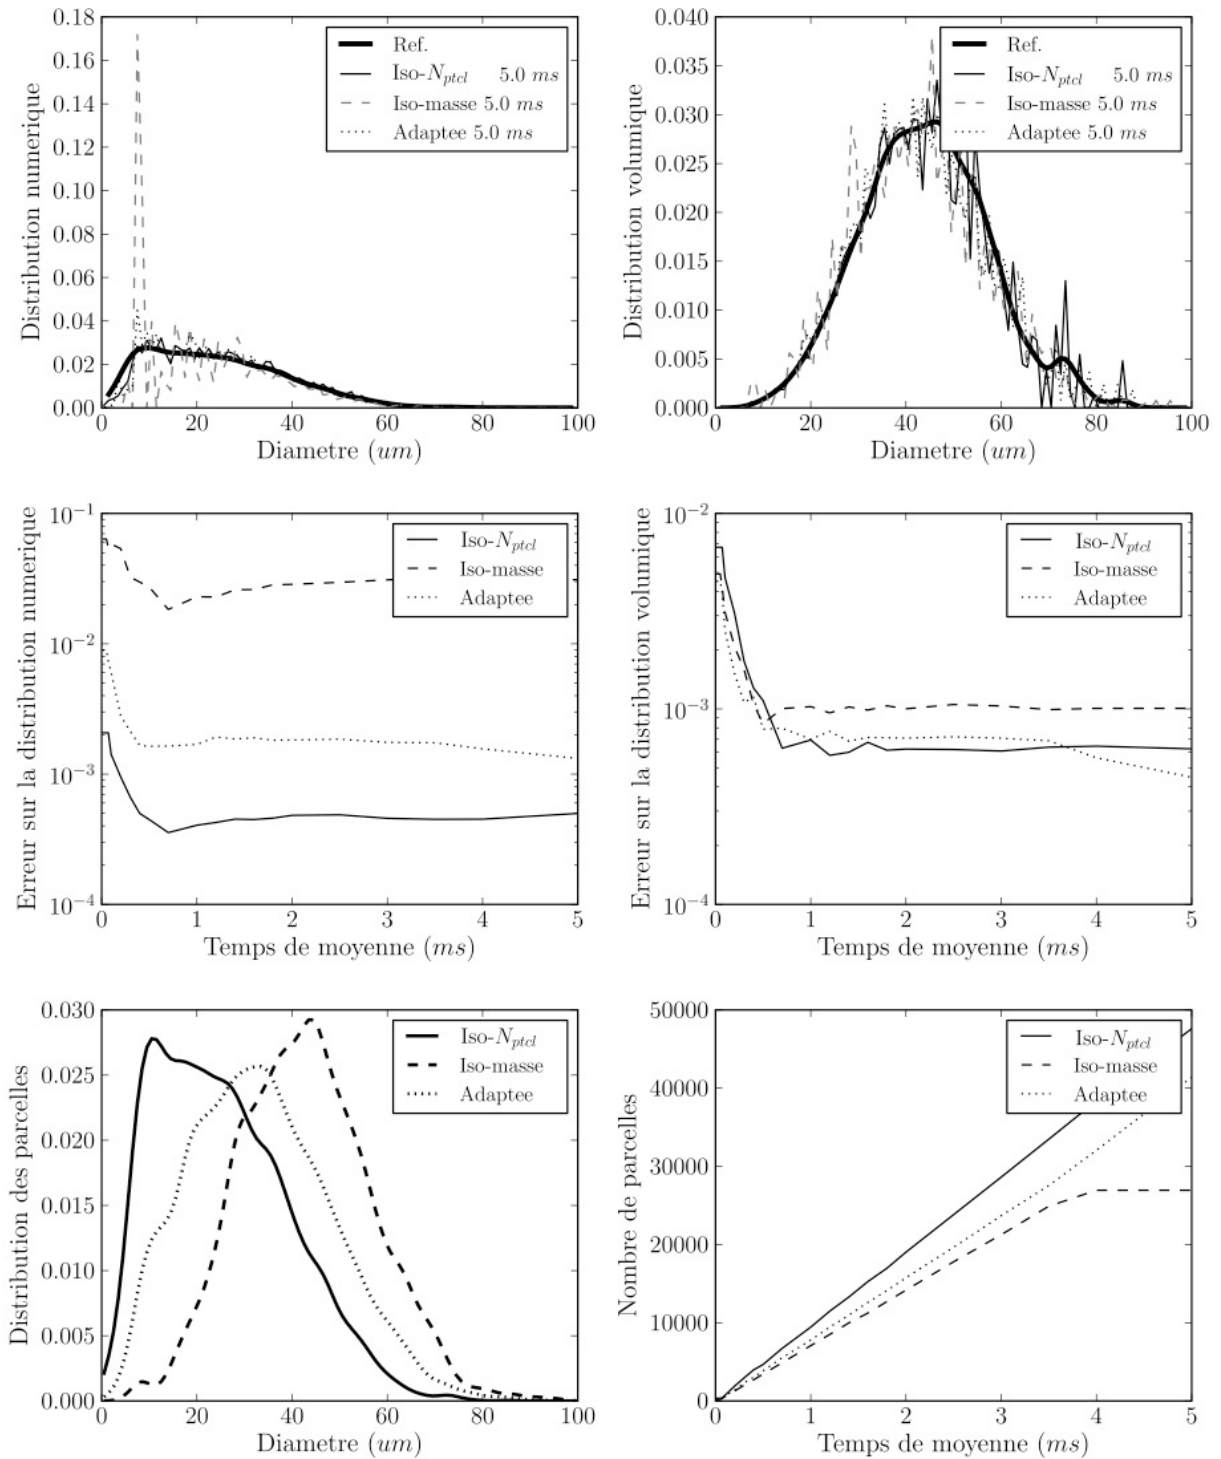 0.18
0.16
0.14
0.12
0.10
0.08
0.06
0.04
0.02
0.00
Distribution numerique
Ref.
Iso-N_ptcl 5.0 ms
Iso-masse 5.0 ms
Adaptee 5.0 ms
0 20 40 60 80 100
Diametre (um)
0.040
0.035
0.030
0.025
0.020
0.015
0.010
0.005
0.000
Distribution volumique
Ref.
Iso-N_ptcl 5.0 ms
Iso-masse 5.0 ms
Adaptee 5.0 ms
0 20 40 60 80 100
Diametre (um)
10^-1
10^-2
10^-3
10^-4
Erreur sur la distribution numerique
Iso-N_ptcl
Iso-masse
Adaptee
0 1 2 3 4 5
Temps de moyenne (ms)
10^-2
10^-3
10^-4
Erreur sur la distribution volumique
Iso-N_ptcl
Iso-masse
Adaptee
0 1 2 3 4 5
Temps de moyenne (ms)
0.030
0.025
0.020
0.015
0.010
0.005
0.000
Distribution des parcelles
Iso-N_ptcl
Iso-masse
Adaptee
0 20 40 60 80 100
Diametre (um)
50000
40000
30000
20000
10000
0
Nombre de parcelles
Iso-N_ptcl
Iso-masse
Adaptee
0 1 2 3 4 5
Temps de moyenne (ms)